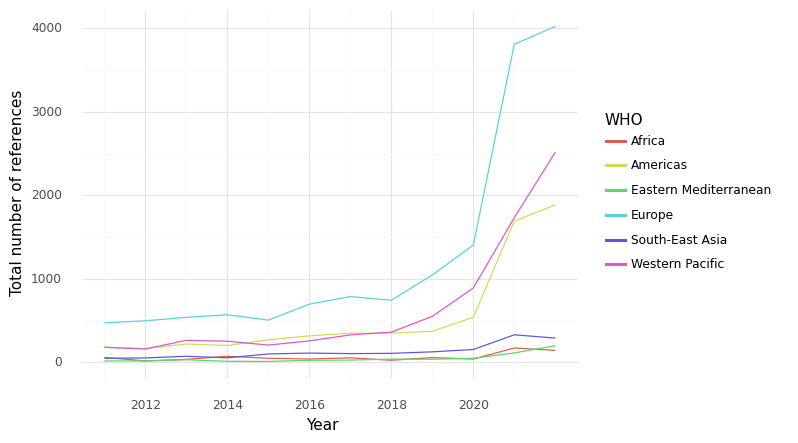 4000
3000
2000
1000
0
Total number of references
2012
2014
2016
2018
2020
Year
WHO
Africa
Americas
Eastern Mediterranean
Europe
South-East Asia
Western Pacific